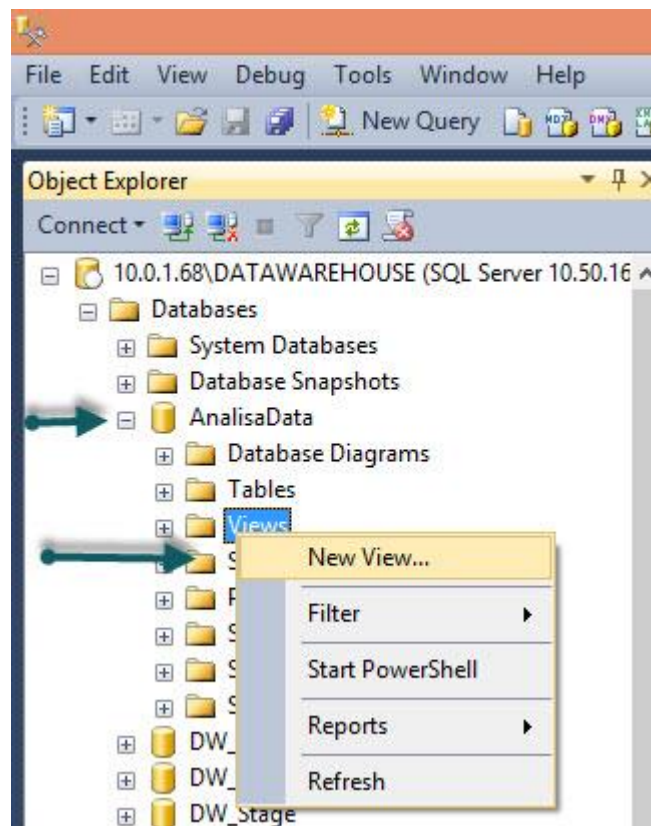 File Edit View Debug Tools Window Help
New Query
Object Explorer
Connect
10.0.1.68\DATAWAREHOUSE (SQL Server 10.50.16
Databases
System Databases
Database Snapshots
AnalisaData
Database Diagrams
Tables
Views
New View...
Filter
Start PowerShell
Reports
Refresh
DW_
DW_
DW_Stage